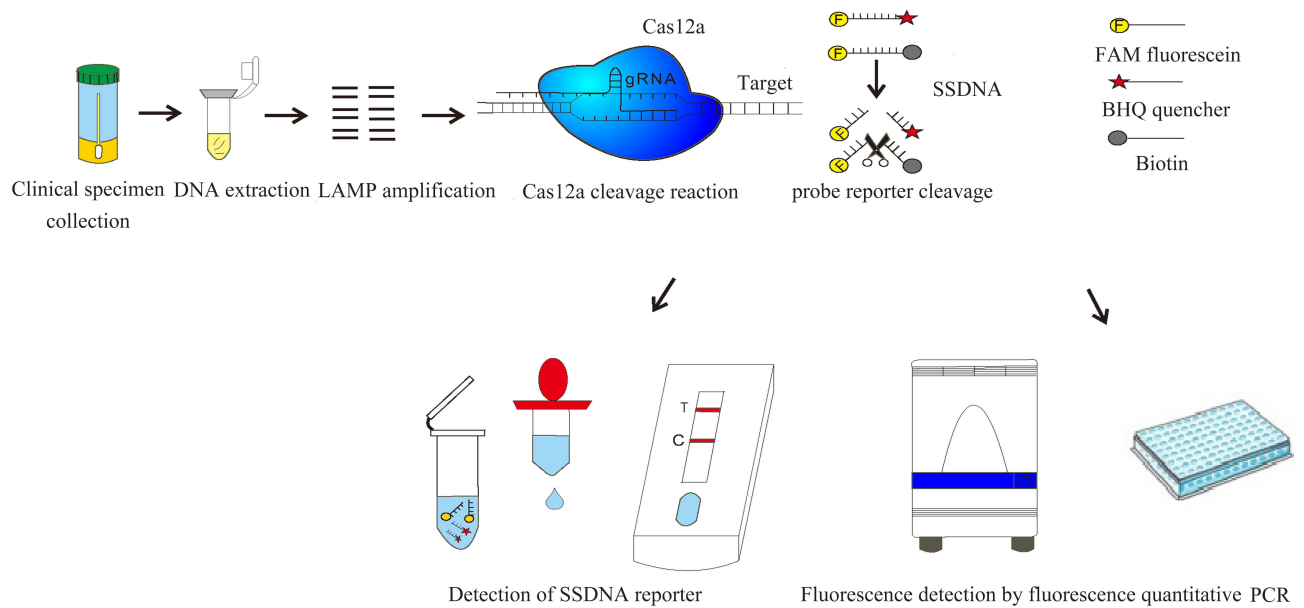 Cas12a
gRNA
Target
F
F
SSDNA
F
F
F
FAM fluorescein
BHQ quencher
Biotin
Clinical specimen
collection
DNA extraction
LAMP amplification
Cas12a cleavage reaction
probe reporter cleavage
T
C
Detection of SSDNA reporter
Fluorescence detection by fluorescence quantitative PCR